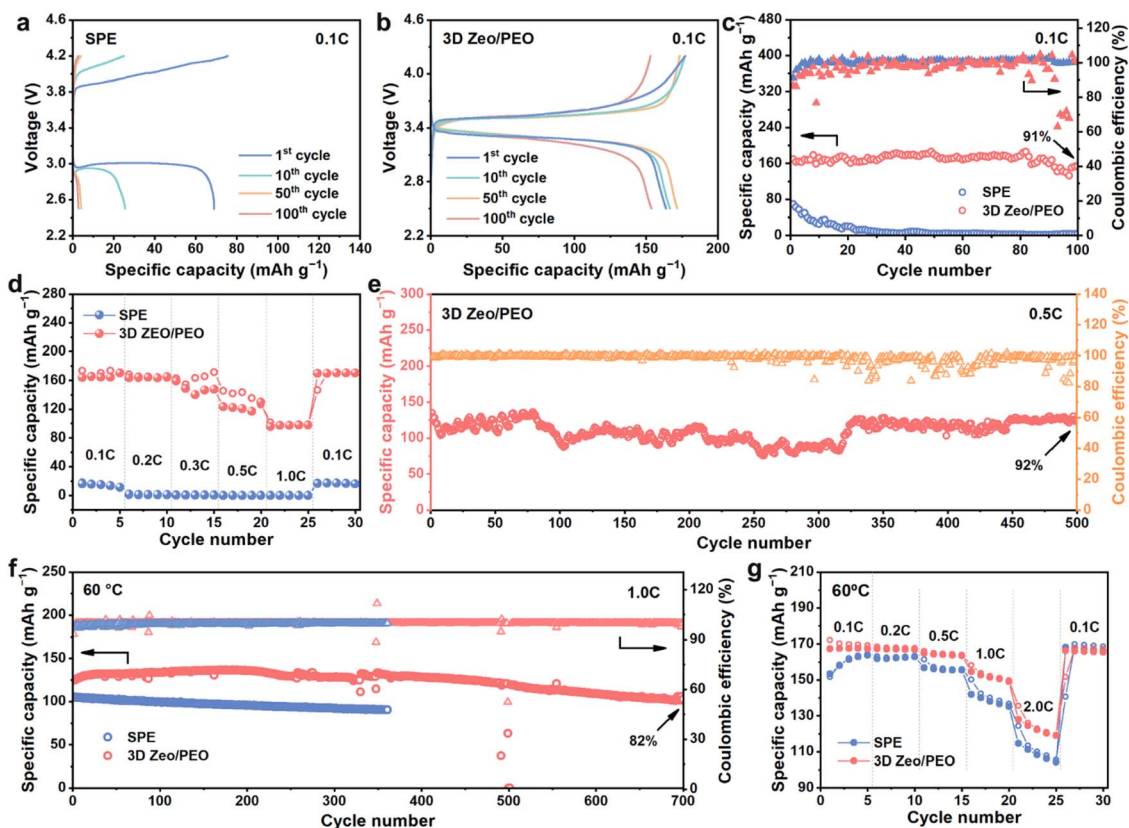 a
SPE
0.1C
Voltage (V)
4.6
4.2
3.8
3.4
3.0
2.6
2.2
1st cycle
10th cycle
50th cycle
100th cycle
0 20 40 60 80 100 120 140
Specific capacity (mAh g−1)
b
3D Zeo/PEO
0.1C
Voltage (V)
4.6
4.0
3.4
2.8
2.2
1st cycle
10th cycle
50th cycle
100th cycle
0 50 100 150 200
Specific capacity (mAh g−1)
c
0.1C
Specific capacity (mAh g−1)
480
400
320
240
160
80
0
91%
SPE
3D Zeo/PEO
Coulombic efficiency (%)
120
100
80
60
40
20
0
0 20 40 60 80 100
Cycle number
d
Specific capacity (mAh g−1)
280
240
200
160
120
80
40
0
SPE
3D ZEO/PEO
0.1C 0.2C 0.3C 0.5C 1.0C 0.1C
0 5 10 15 20 25 30
Cycle number
e
3D Zeo/PEO
0.5C
Specific capacity (mAh g−1)
300
250
200
150
100
50
0
92%
Coulombic efficiency (%)
140
120
100
80
60
40
20
0
0 50 100 150 200 250 300 350 400 450 500
Cycle number
f
60 °C
1.0C
Specific capacity (mAh g−1)
250
200
150
100
50
0
SPE
3D Zeo/PEO
82%
Coulombic efficiency (%)
120
90
60
30
0
0 100 200 300 400 500 600 700
Cycle number
g
60ºC
Specific capacity (mAh g−1)
210
190
170
150
130
110
90
0.1C 0.2C 0.5C 1.0C 2.0C 0.1C
SPE
3D Zeo/PEO
0 5 10 15 20 25 30
Cycle number